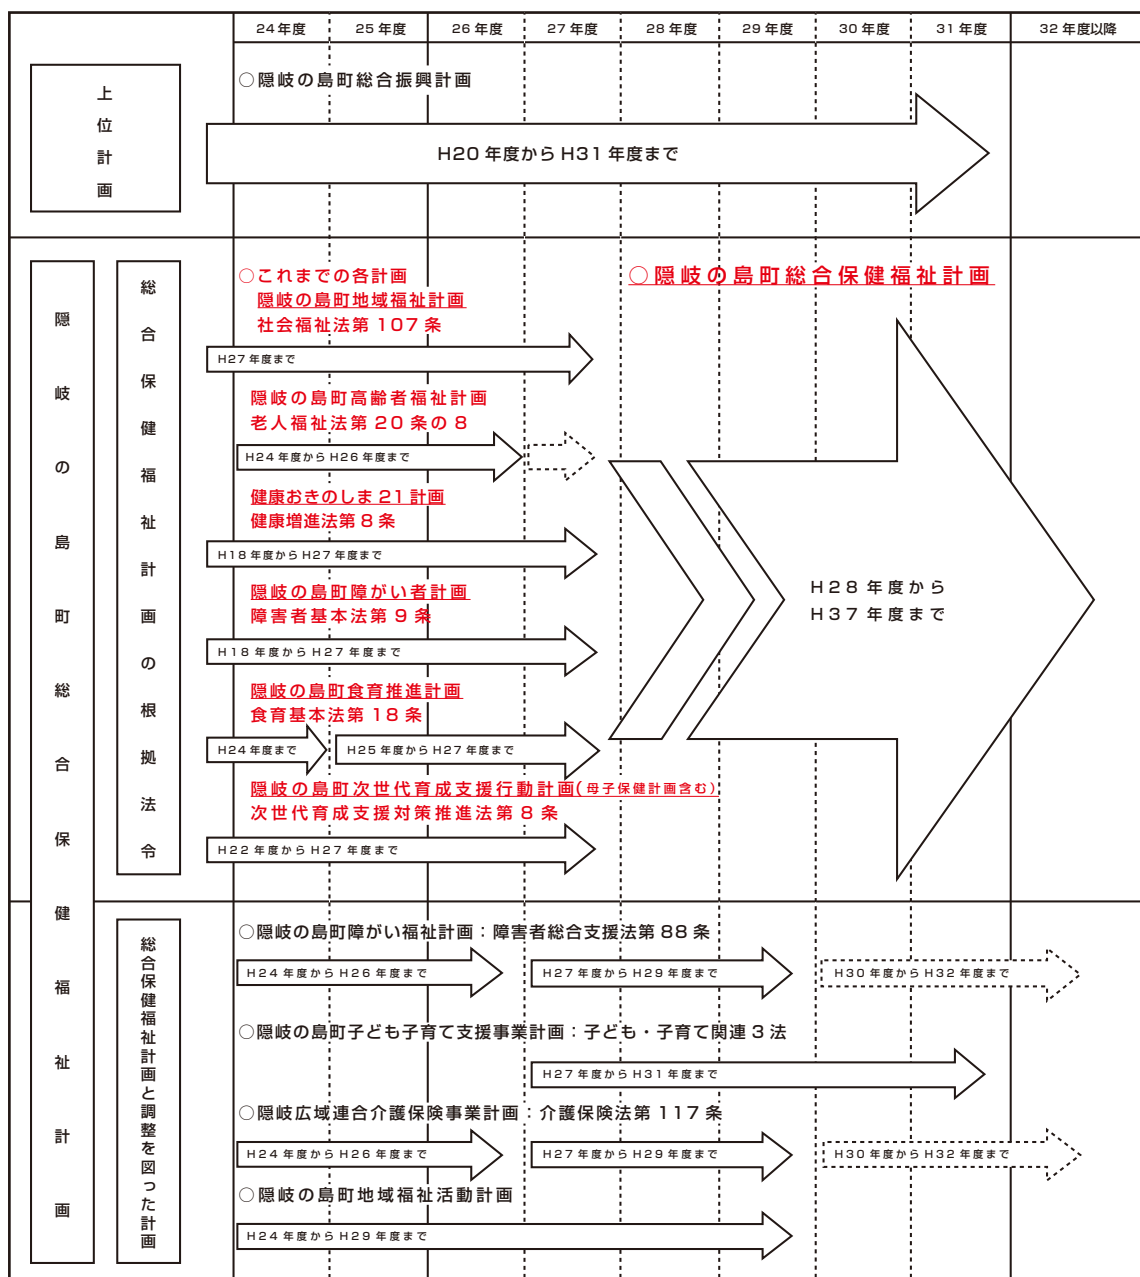 24年度 25年度 26年度 27年度 28年度 29年度 30年度 31年度 32年度以降
上位計画
○隠岐の島町総合振興計画
H20年度からH31年度まで
隠岐の島町総合保健福祉計画
総合保健福祉計画の根拠法令
○これまでの各計画
隠岐の島町地域福祉計画
社会福祉法第107条
H27年度まで
隠岐の島町高齢者福祉計画
老人福祉法第20条の8
H24年度からH26年度まで
健康おきのしま21計画
健康増進法第8条
H18年度からH27年度まで
隠岐の島町障がい者計画
障害者基本法第9条
H18年度からH27年度まで
隠岐の島町食育推進計画
食育基本法第18条
H24年度まで
H25年度からH27年度まで
隠岐の島町次世代育成支援行動計画(母子保健計画含む)
次世代育成支援対策推進法第8条
H22年度からH27年度まで
○隠岐の島町総合保健福祉計画
H28年度から
H37年度まで
総合保健福祉計画と調整を図った計画
○隠岐の島町障がい福祉計画：障害者総合支援法第88条
H24年度からH26年度まで
H27年度からH29年度まで
H30年度からH32年度まで
○隠岐の島町子ども子育て支援事業計画：子ども・子育て関連3法
H27年度からH31年度まで
○隠岐広域連合介護保険事業計画：介護保険法第117条
H24年度からH26年度まで
H27年度からH29年度まで
H30年度からH32年度まで
○隠岐の島町地域福祉活動計画
H24年度からH29年度まで